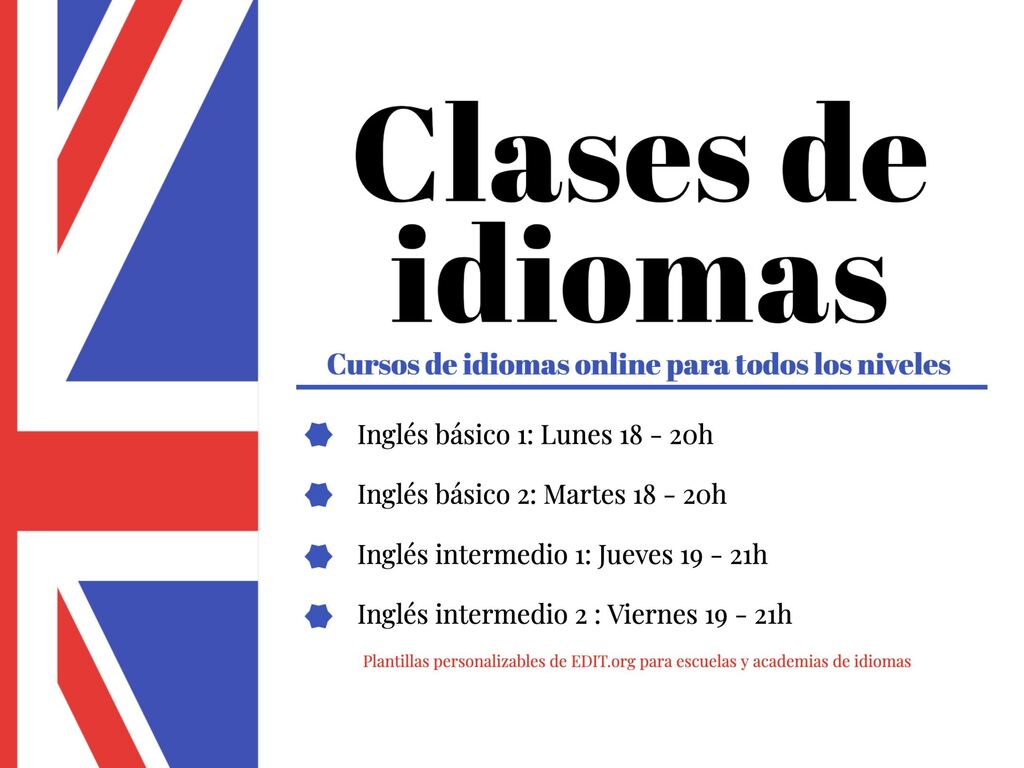 Clases de
idiomas
Cursos de idiomas online para todos los niveles
Inglés básico 1: Lunes 18 - 20h
Inglés básico 2: Martes 18 - 20h
Inglés intermedio 1: Jueves 19 - 21h
Inglés intermedio 2 : Viernes 19 - 21h
Plantillas personalizables de EDIT.org para escuelas y academias de idiomas